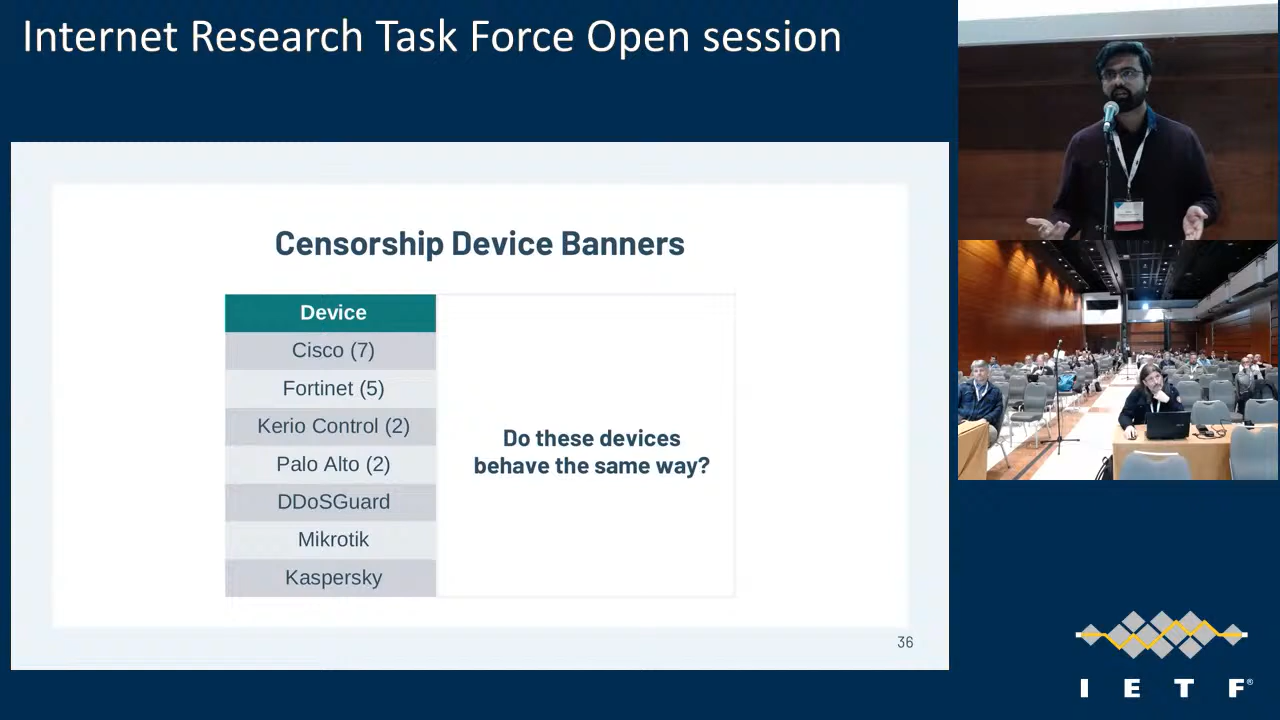 Internet Research Task Force Open session
Censorship Device Banners
Device
Cisco (7)
Fortinet (5)
Kerio Control (2)
Palo Alto (2)
DDoSGuard
Mikrotik
Kaspersky
Do these devices
behave the same way?
36
I E T F®